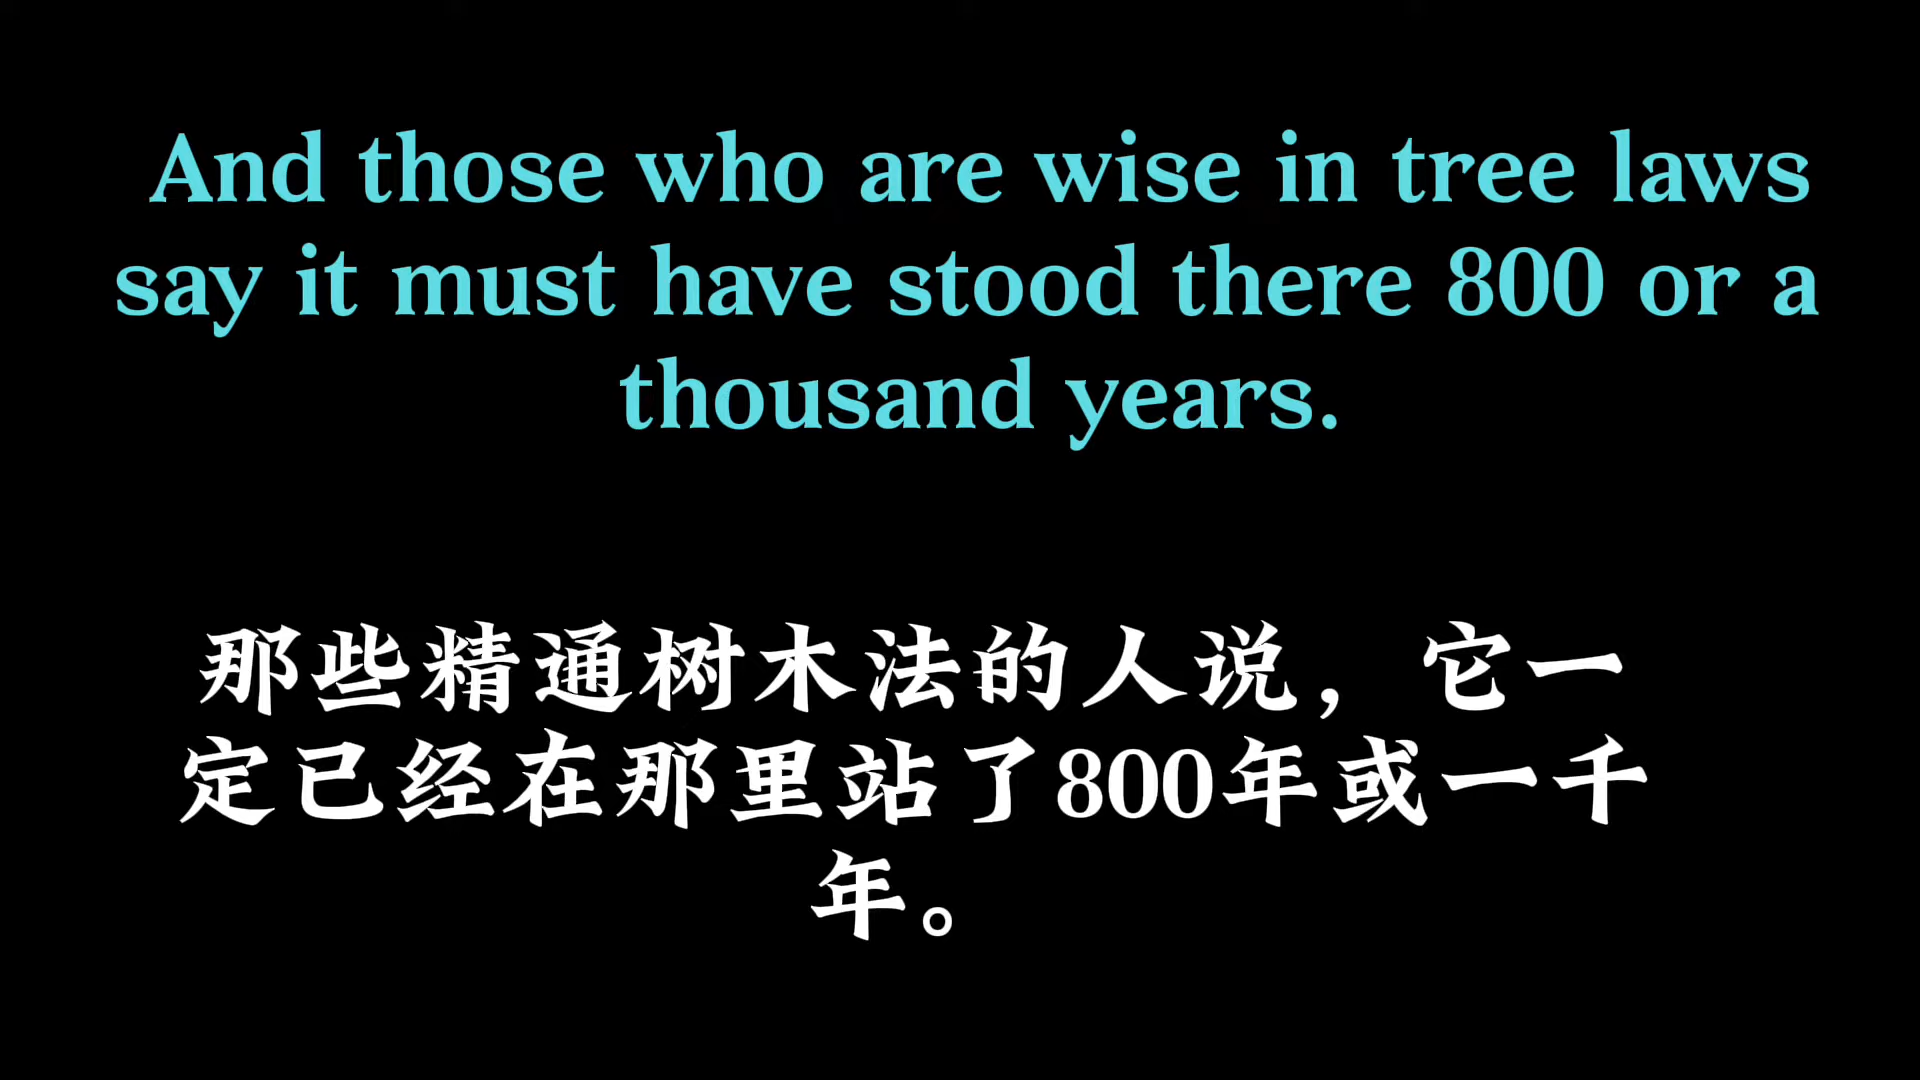 And those who are wise in tree laws
say it must have stood there 800 or a
thousand years.
那些精通树木法的人说，它一
定已经在那里站了800年或一千
年。